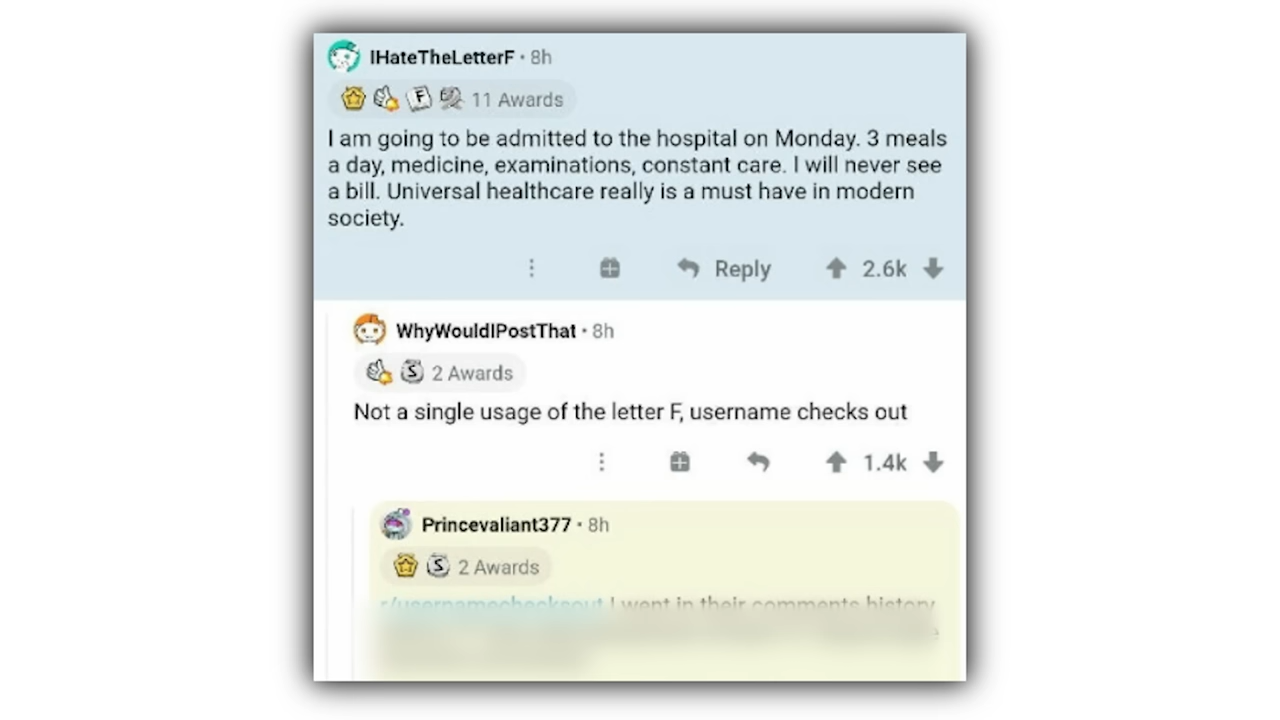 IHateTheLetterF · 8h
F 11 Awards
I am going to be admitted to the hospital on Monday. 3 meals
a day, medicine, examinations, constant care. I will never see
a bill. Universal healthcare really is a must have in modern
society.
Reply 2.6k
WhyWouldIPostThat · 8h
S 2 Awards
Not a single usage of the letter F, username checks out
1.4k
Princevaliant377 · 8h
S 2 Awards
r/usernamechecksout I went in their comments history